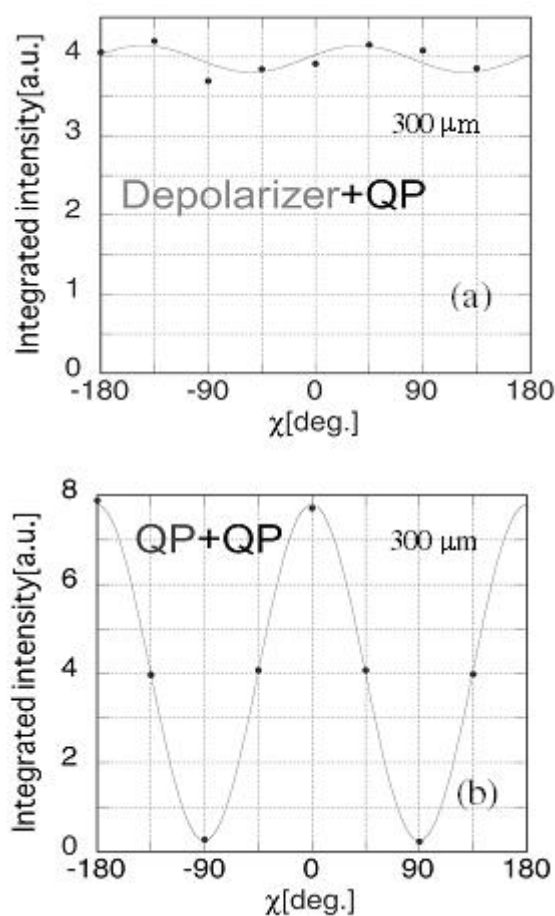 Integrated intensity[a.u.]
4
3
2
1
0
300 μm
Depolarizer+QP
(a)
-180 -90 0 90 180
χ[deg.]
Integrated intensity[a.u.]
8
6
4
2
0
QP+QP
300 μm
(b)
-180 -90 0 90 180
χ[deg.]